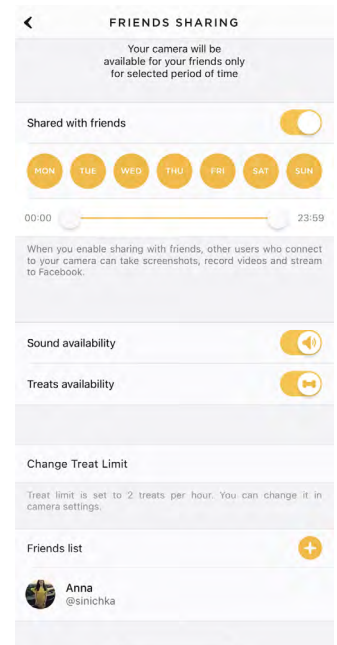 FRIENDS SHARING
Your camera will be
available for your friends only
for selected period of time
Shared with friends
MON TUE WED THU FRI SAT SUN
00:00 23:59
When you enable sharing with friends, other users who connect
to your camera can take screenshots, record videos and stream
to Facebook.
Sound availability
Treats availability
Change Treat Limit
Treat limit is set to 2 treats per hour. You can change it in
camera settings.
Friends list
Anna
@sinichka